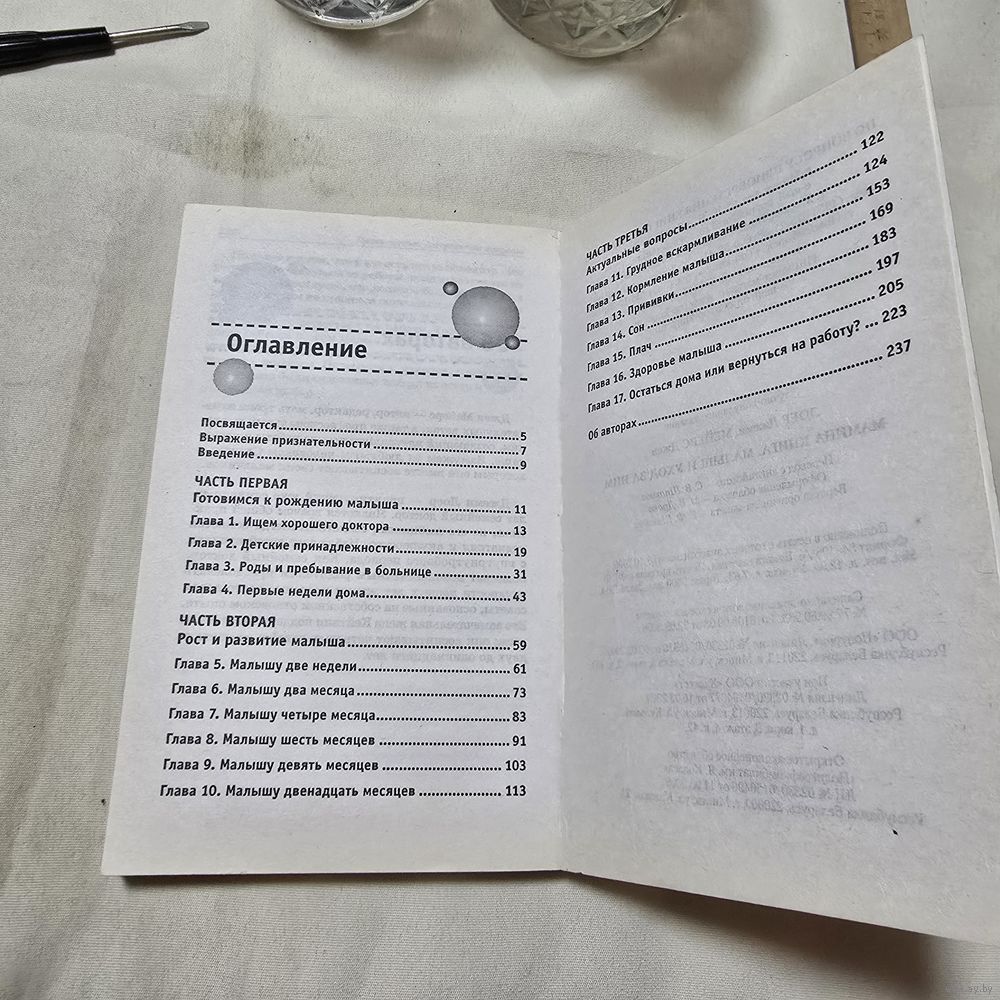 Оглавление
Посвящается..........5
Выражение признательности..........7
Введение..........9
ЧАСТЬ ПЕРВАЯ
Готовимся к рождению малыша..........11
Глава 1. Ищем хорошего доктора..........13
Глава 2. Детские принадлежности..........19
Глава 3. Роды и пребывание в больнице..........31
Глава 4. Первые недели дома..........43
ЧАСТЬ ВТОРАЯ
Рост и развитие малыша..........59
Глава 5. Малышу две недели..........61
Глава 6. Малышу два месяца..........73
Глава 7. Малышу четыре месяца..........83
Глава 8. Малышу шесть месяцев..........91
Глава 9. Малышу девять месяцев..........103
Глава 10. Малышу двенадцать месяцев..........113
ЧАСТЬ ТРЕТЬЯ
Актуальные вопросы..........122
Глава 11. Грудное вскармливание..........124
Глава 12. Кормление малыша..........153
Глава 13. Прививки..........169
Глава 14. Сон..........183
Глава 15. Плач..........197
Глава 16. Здоровье малыша..........205
Глава 17. Остаться дома или вернуться на работу? ... 223
Об авторах..........237